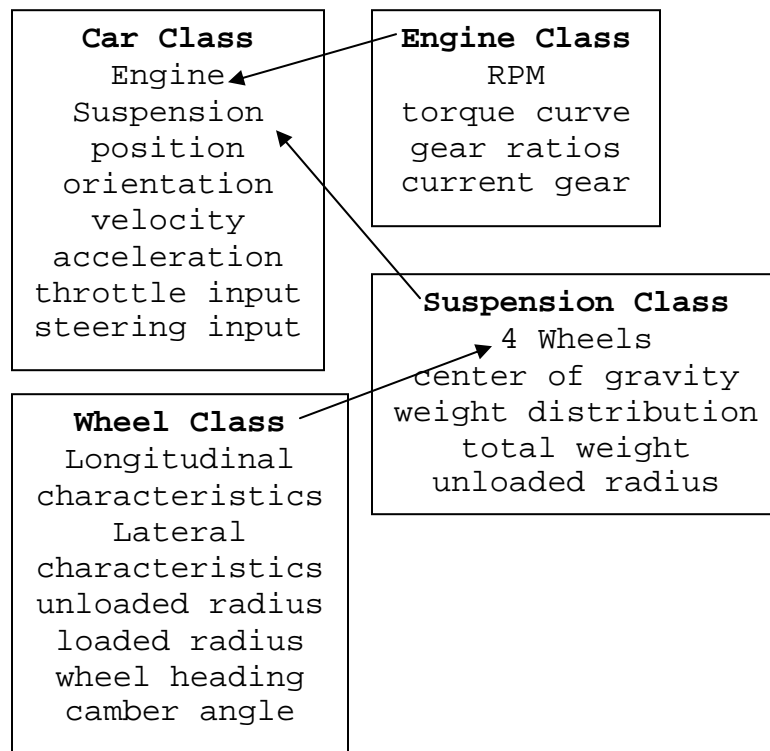 Car Class
Engine
Suspension
position
orientation
velocity
acceleration
throttle input
steering input
Engine Class
RPM
torque curve
gear ratios
current gear
Suspension Class
4 Wheels
center of gravity
weight distribution
total weight
unloaded radius
Wheel Class
Longitudinal
characteristics
Lateral
characteristics
unloaded radius
loaded radius
wheel heading
camber angle